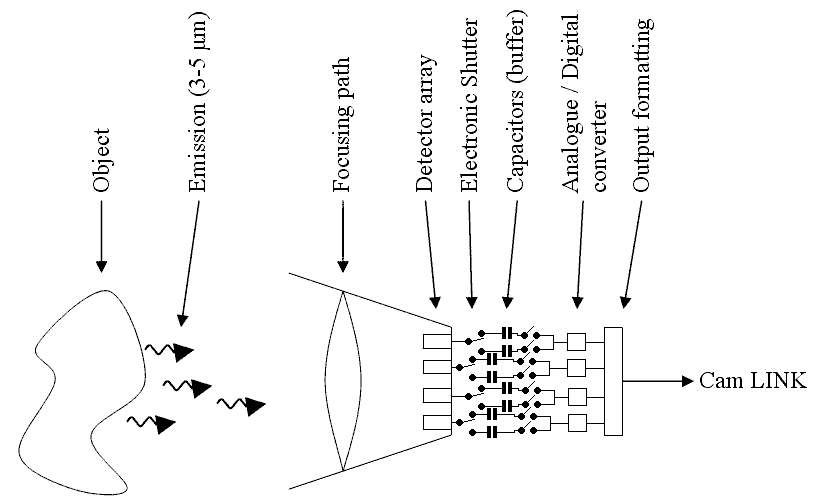 Object
Emission (3-5 µm)
Focusing path
Detector array
Electronic Shutter
Capacitors (buffer)
Analogue / Digital
converter
Output formatting
Cam LINK